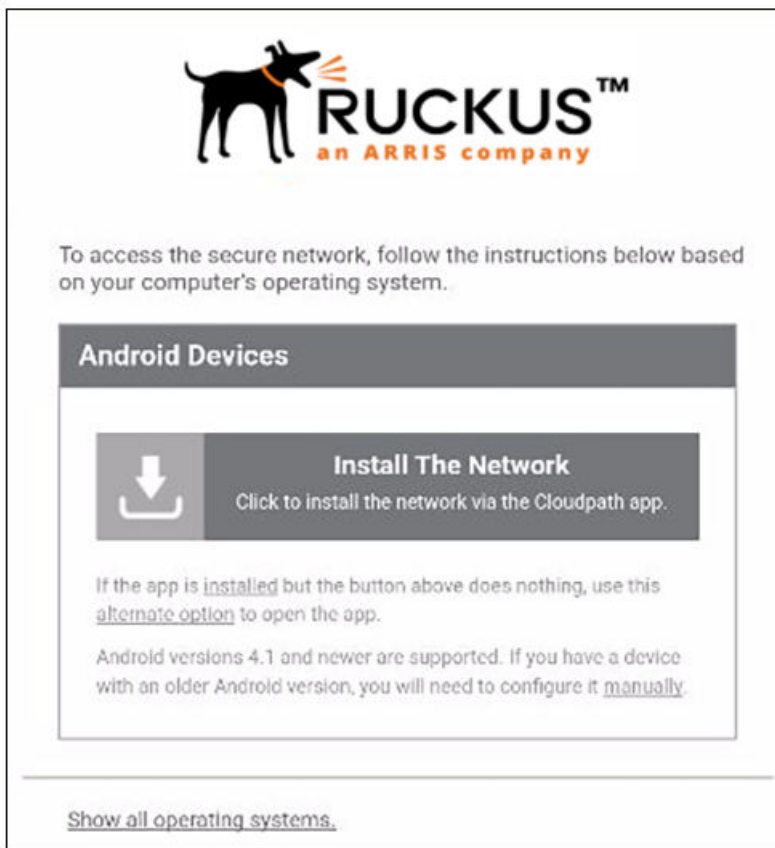 RUCKUS™
an ARRIS company
To access the secure network, follow the instructions below based
on your computer's operating system.
Android Devices
Install The Network
Click to install the network via the Cloudpath app.
If the app is installed but the button above does nothing, use this
alternate option to open the app.
Android versions 4.1 and newer are supported. If you have a device
with an older Android version, you will need to configure it manually.
Show all operating systems.